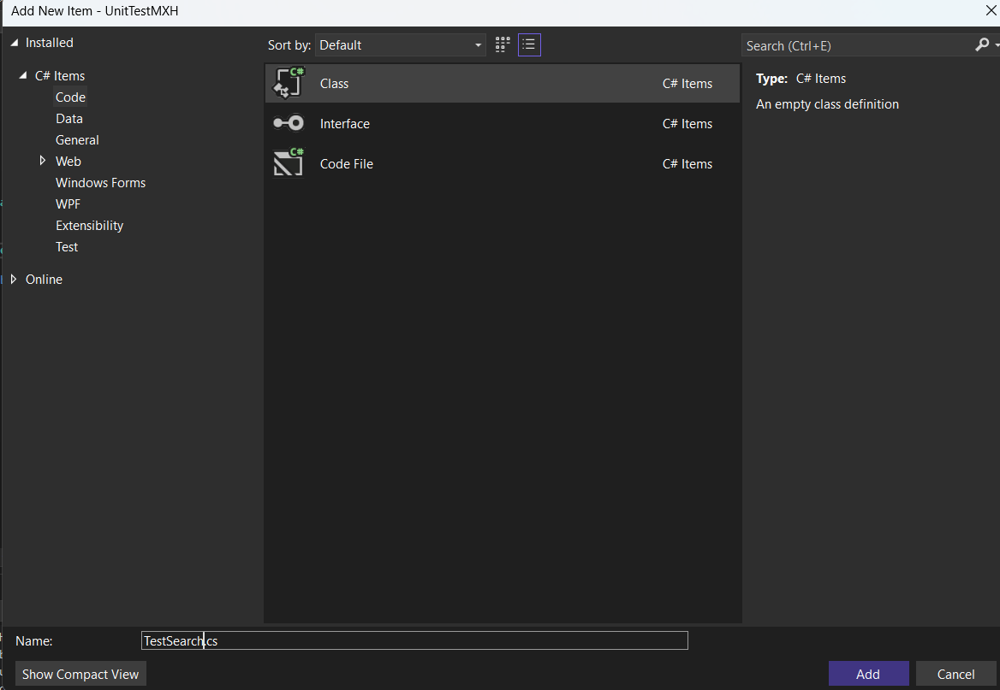 Add New Item - UnitTestMXH
Installed
Sort by: Default
Search (Ctrl+E)
C# Items
Code
Data
General
Web
Windows Forms
WPF
Extensibility
Test
Online
C#
Class C# Items
Interface C# Items
C#
Code File C# Items
Type: C# Items
An empty class definition
Name: TestSearch.cs
Show Compact View
Add
Cancel